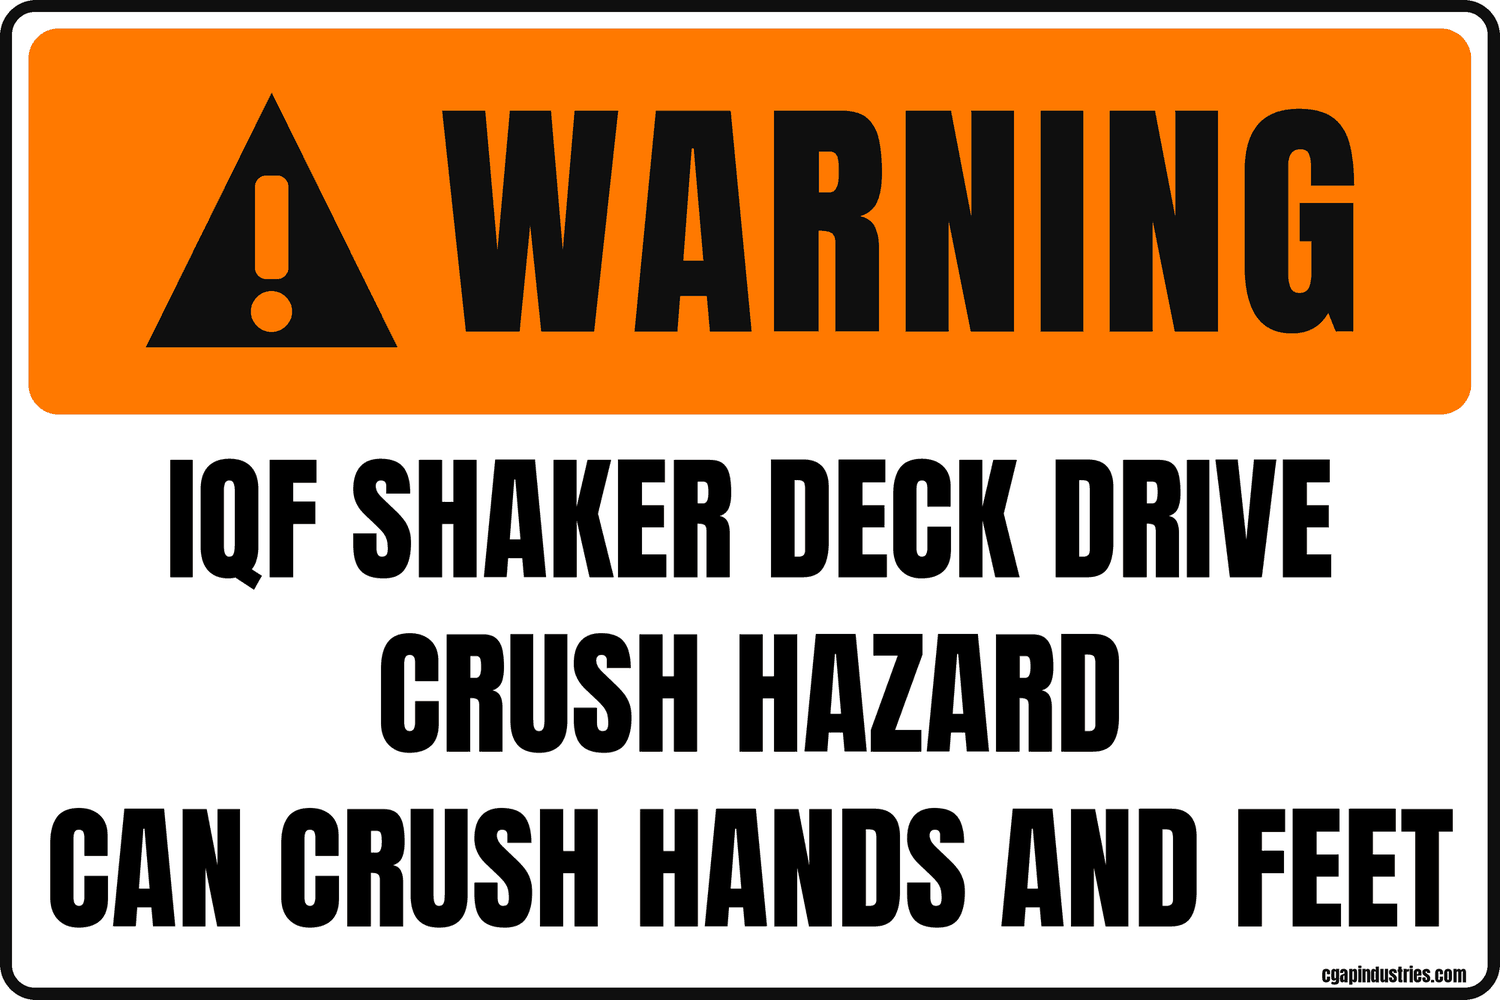 WARNING
IQF SHAKER DECK DRIVE
CRUSH HAZARD
CAN CRUSH HANDS AND FEET
cgapindustries.com